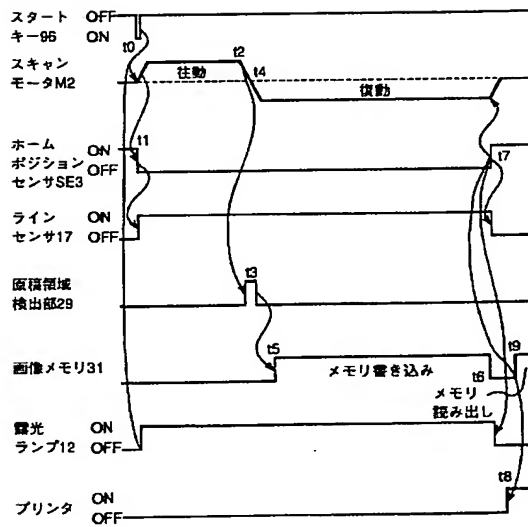 スタート OFF
キー96 ON
t0
t2
スキャン
モータM2
往動
t4
復動
t1
ホーム
ポジション
センサSE3
ON
OFF
t7
ライン ON
センサ17 OFF
t3
原稿領域
検出部29
t5
画像メモリ31
メモリ書き込み
t6
t9
メモリ
読み出し
露光 ON
ランプ12 OFF
t8
プリンタ
ON
OFF